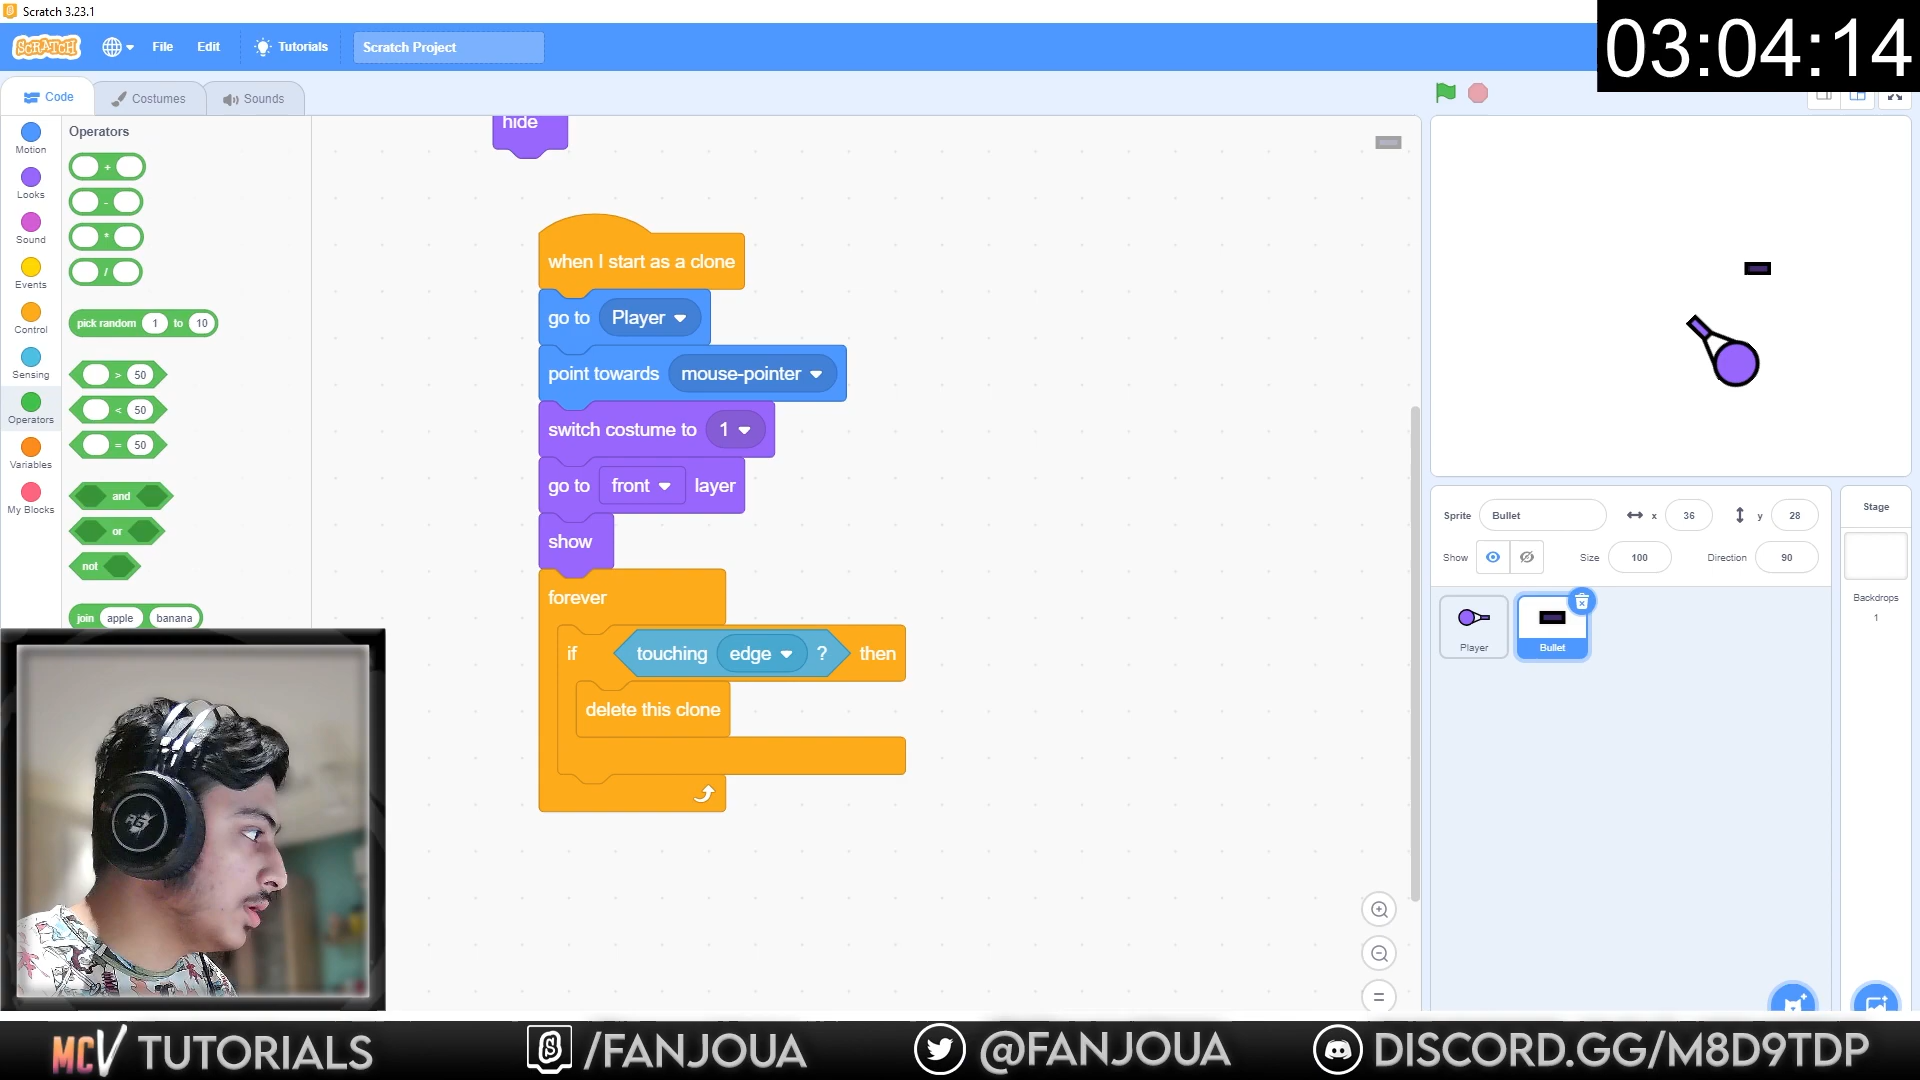 Scratch 3.23.1
03:04:14
SCRATCH
File
Edit
Tutorials
Scratch Project
Code
Costumes
Sounds
Motion
Looks
Sound
Events
Control
Sensing
Operators
Variables
My Blocks
Operators
+
-
*
/
pick random 1 to 10
> 50
< 50
= 50
and
or
not
join apple banana
hide
when I start as a clone
go to Player
point towards mouse-pointer
switch costume to 1
go to front layer
show
forever
if touching edge ? then
delete this clone
Sprite Bullet x 36 y 28
Show Size 100 Direction 90
Player
Bullet
Stage
Backdrops
1
MCV TUTORIALS
/FANJOUA
@FANJOUA
DISCORD.GG/M8D9TDP